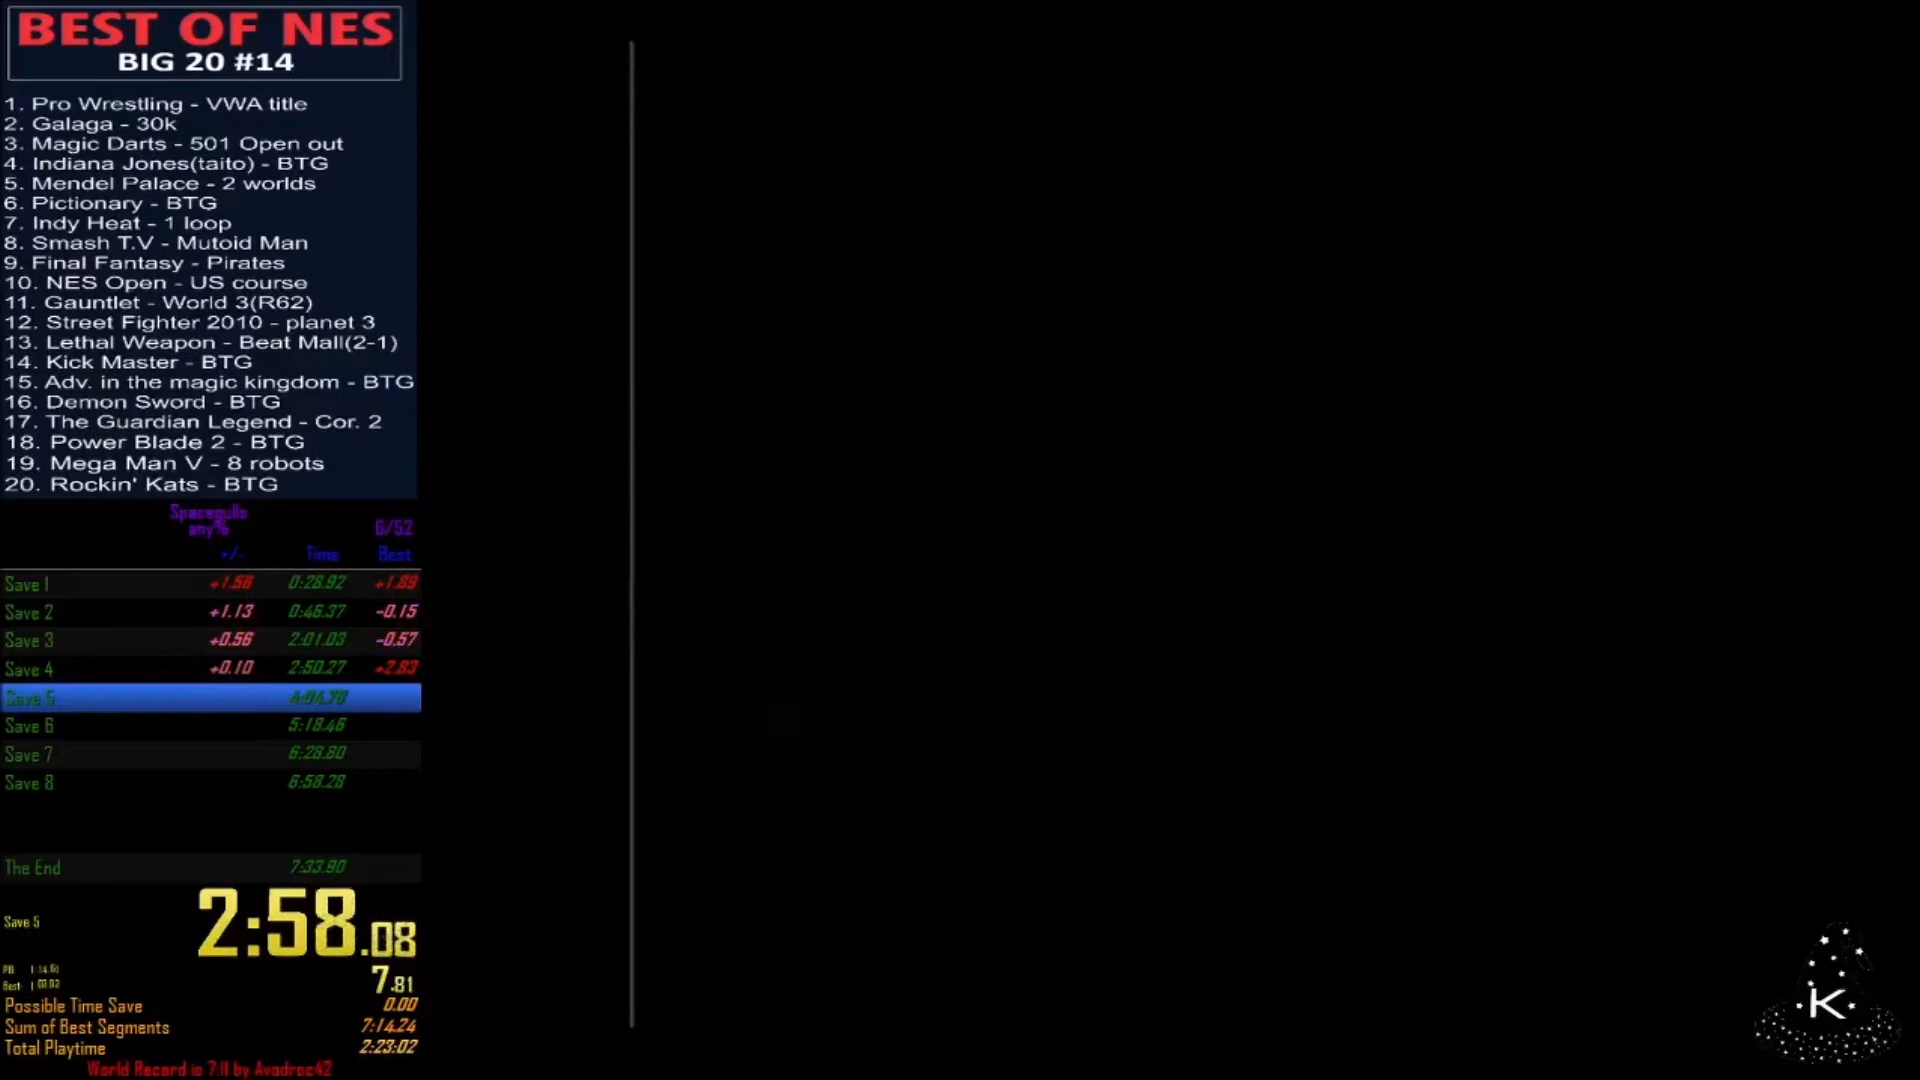 BEST OF NES
BIG 20 #14
1. Pro Wrestling - VWA title
2. Galaga - 30k
3. Magic Darts - 501 Open out
4. Indiana Jones(taito) - BTG
5. Mendel Palace - 2 worlds
6. Pictionary - BTG
7. Indy Heat - 1 loop
8. Smash T.V - Mutoid Man
9. Final Fantasy - Pirates
10. NES Open - US course
11. Gauntlet - World 3(R62)
12. Street Fighter 2010 - planet 3
13. Lethal Weapon - Beat Mall(2-1)
14. Kick Master - BTG
15. Adv. in the magic kingdom - BTG
16. Demon Sword - BTG
17. The Guardian Legend - Cor. 2
18. Power Blade 2 - BTG
19. Mega Man V - 8 robots
20. Rockin' Kats - BTG
Spacegulls
any% 6/52
+/- Time Best
Save 1 +1.56 0:28.92 +1.89
Save 2 +1.13 0:46.37 -0.15
Save 3 +0.56 2:01.03 -0.57
Save 4 +0.10 2:50.27 +2.83
Save 5 4:04.78
Save 6 5:18.46
Save 7 6:28.80
Save 8 6:58.28
The End 7:33.90
Save 5 2:58.08
PB
Best 7.81
Possible Time Save 0.00
Sum of Best Segments 7:14.24
Total Playtime 2:23:02
World Record is 7:11 by Avodroc42
K